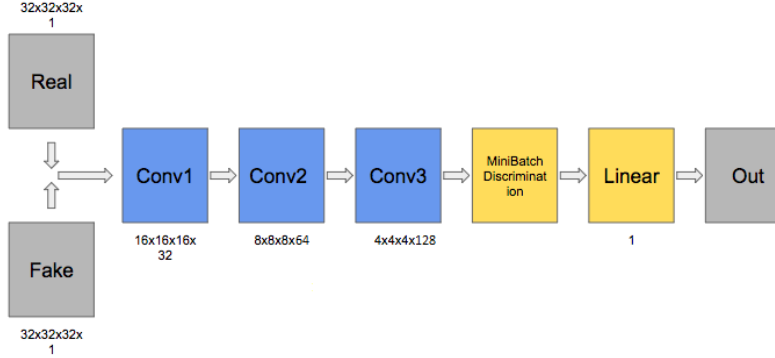 32x32x32x
1
Real
Conv1
Conv2
Conv3
MiniBatch
Discriminat
ion
Linear
Out
16x16x16x
32
8x8x8x64
4x4x4x128
1
Fake
32x32x32x
1